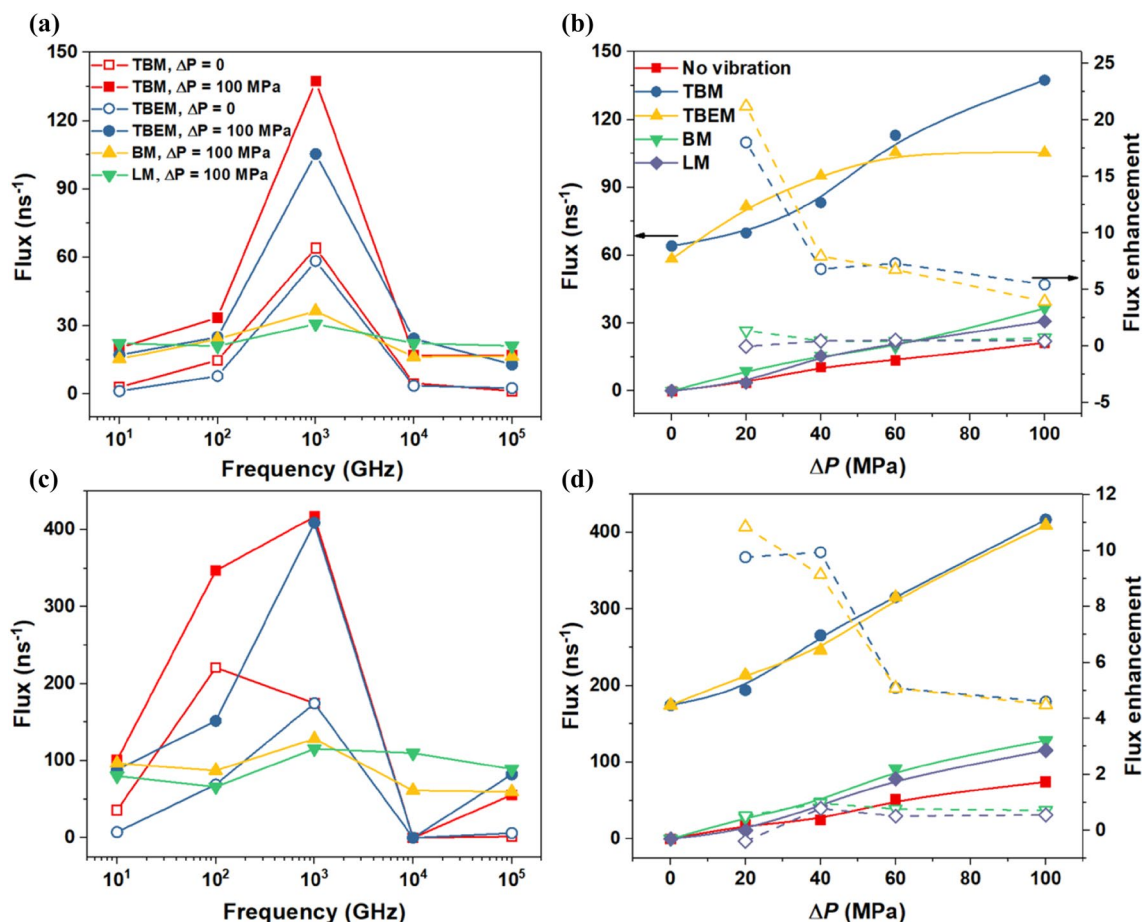 (a)
150
120
90
60
30
0
Flux (ns⁻¹)
TBM, ΔP = 0
TBM, ΔP = 100 MPa
TBEM, ΔP = 0
TBEM, ΔP = 100 MPa
BM, ΔP = 100 MPa
LM, ΔP = 100 MPa
10¹ 10² 10³ 10⁴ 10⁵
Frequency (GHz)
(b)
150
120
90
60
30
0
Flux (ns⁻¹)
No vibration
TBM
TBEM
BM
LM
25
20
15
10
5
0
-5
Flux enhancement
0 20 40 60 80 100
ΔP (MPa)
(c)
400
300
200
100
0
Flux (ns⁻¹)
10¹ 10² 10³ 10⁴ 10⁵
Frequency (GHz)
(d)
400
300
200
100
0
Flux (ns⁻¹)
12
10
8
6
4
2
0
Flux enhancement
0 20 40 60 80 100
ΔP (MPa)